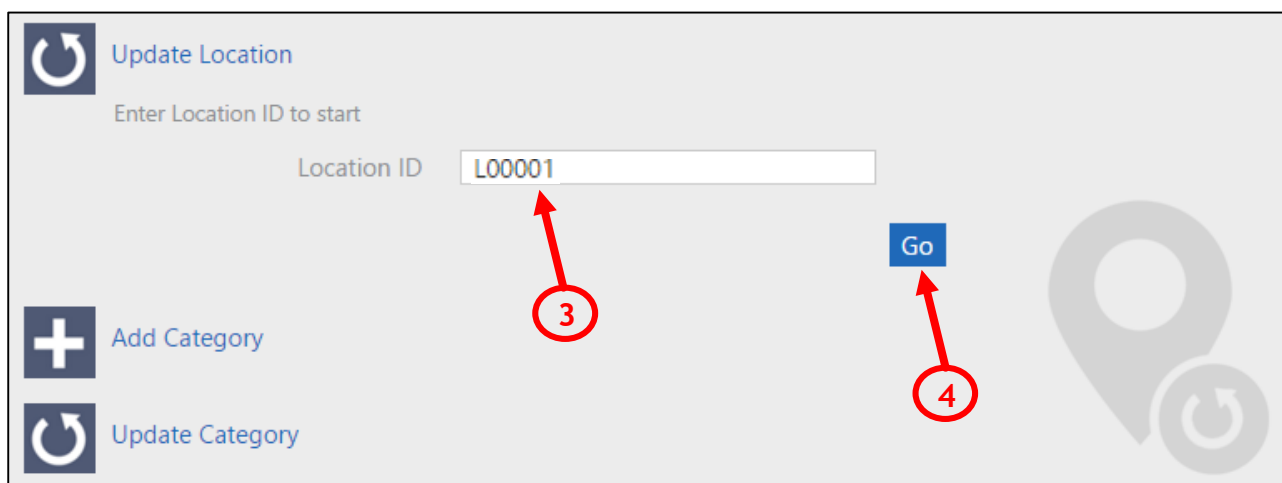 Update Location
Enter Location ID to start
Location ID L00001
Go
3
Add Category
4
Update Category